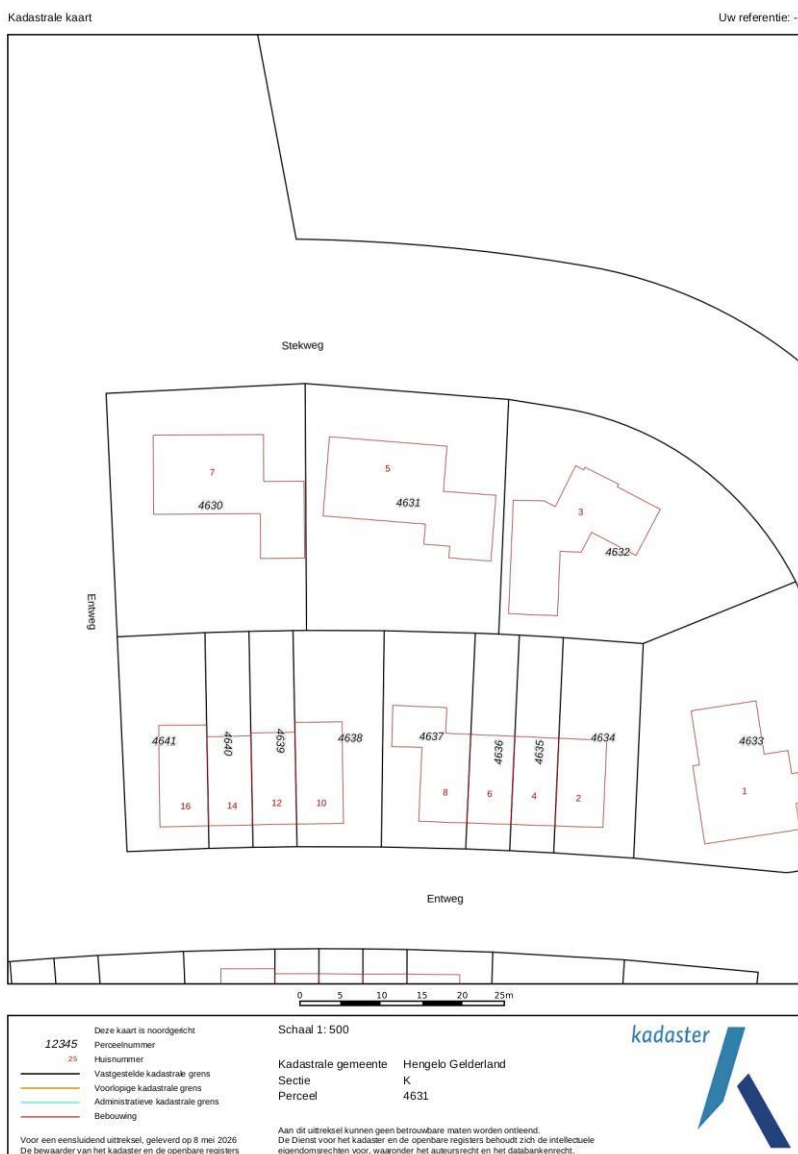 Kadastrale kaart
Uw referentie: -
Stekweg
7
4630
5
4631
3
4632
Entweg
4641
4640
4639
4638
4637
4636
4635
4634
4633
16
14
12
10
8
6
4
2
1
Entweg
0 5 10 15 20 25m
12345
25
Deze kaart is noordgericht
Perceelnummer
Huisnummer
Vastgestelde kadastrale grens
Voorlopige kadastrale grens
Administratieve kadastrale grens
Bebouwing
Voor een eensluidend uittreksel, geleverd op 8 mei 2026
De bewaarder van het kadaster en de openbare registers
Schaal 1: 500
Kadastrale gemeente Hengelo Gelderland
Sectie K
Perceel 4631
Aan dit uittreksel kunnen geen betrouwbare maten worden ontleend.
De Dienst voor het kadaster en de openbare registers behoudt zich de intellectuele
eigendomsrechten voor, waaronder het auteursrecht en het databankenrecht.
kadaster